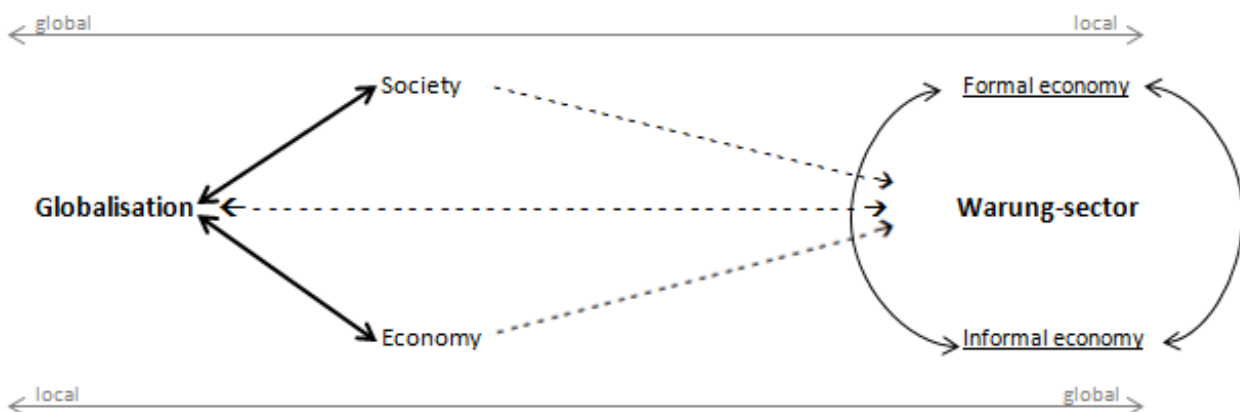 global local
Society Formal economy
Globalisation Warung-sector
Economy Informal economy
local global